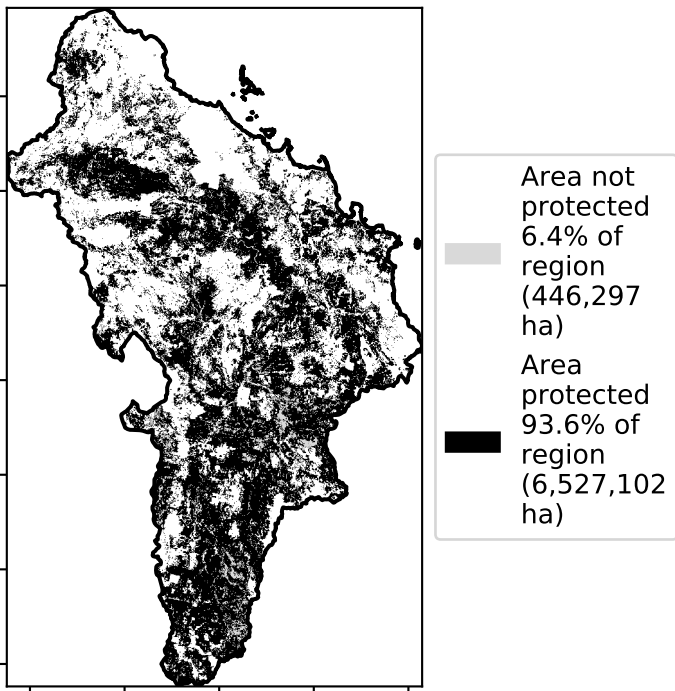 Area not
protected
6.4% of
region
(446,297
ha)
Area
protected
93.6% of
region
(6,527,102
ha)